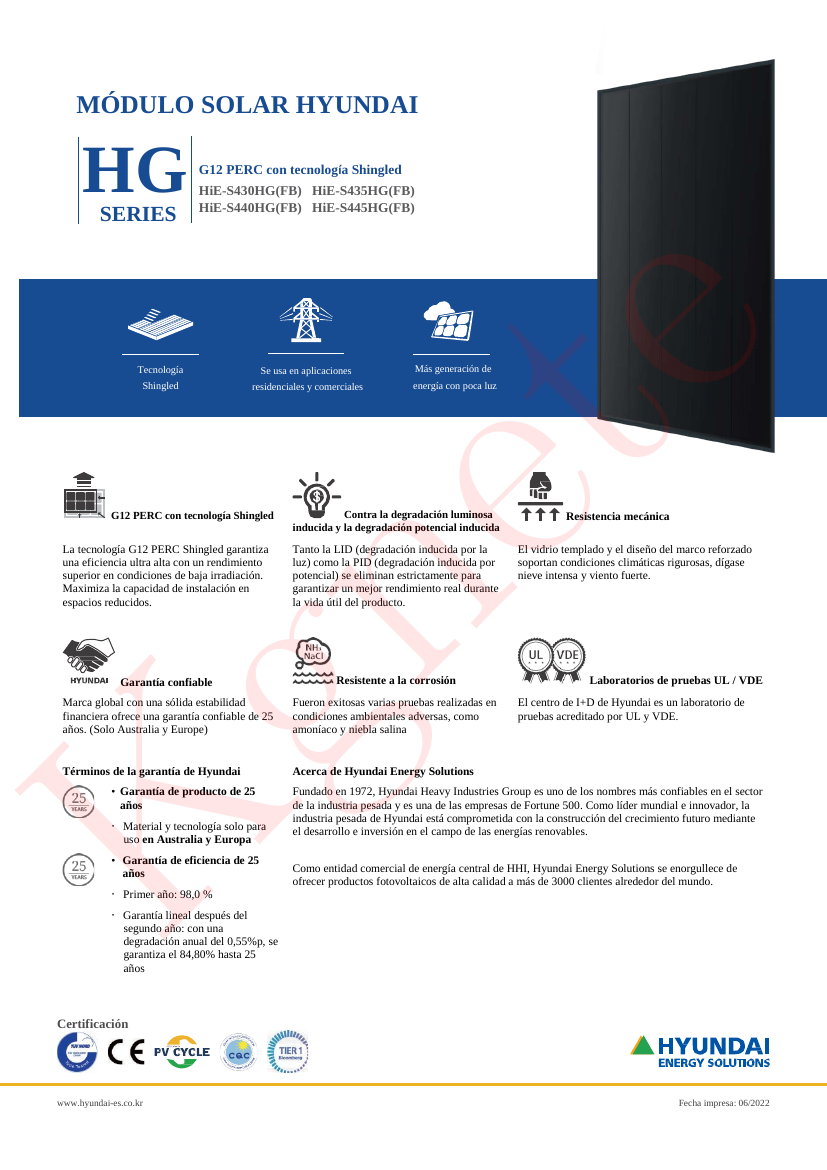 MÓDULO SOLAR HYUNDAI
HG
SERIES
G12 PERC con tecnología Shingled
HiE-S430HG(FB) HiE-S435HG(FB)
HiE-S440HG(FB) HiE-S445HG(FB)
Tecnología
Shingled
Se usa en aplicaciones
residenciales y comerciales
Más generación de
energía con poca luz
G12 PERC con tecnología Shingled
La tecnología G12 PERC Shingled garantiza
una eficiencia ultra alta con un rendimiento
superior en condiciones de baja irradiación.
Maximiza la capacidad de instalación en
espacios reducidos.
Contra la degradación luminosa
inducida y la degradación potencial inducida
Tanto la LID (degradación inducida por la
luz) como la PID (degradación inducida por
potencial) se eliminan estrictamente para
garantizar un mejor rendimiento real durante
la vida útil del producto.
Resistencia mecánica
El vidrio templado y el diseño del marco reforzado
soportan condiciones climáticas rigurosas, dígase
nieve intensa y viento fuerte.
HYUNDAI
Garantía confiable
Marca global con una sólida estabilidad
financiera ofrece una garantía confiable de 25
años. (Solo Australia y Europe)
NH₃
NaCl
Resistente a la corrosión
Fueron exitosas varias pruebas realizadas en
condiciones ambientales adversas, como
amoníaco y niebla salina
UL VDE
Laboratorios de pruebas UL / VDE
El centro de I+D de Hyundai es un laboratorio de
pruebas acreditado por UL y VDE.
Términos de la garantía de Hyundai
25
YEARS
• Garantía de producto de 25
años
· Material y tecnología solo para
uso en Australia y Europa
25
YEARS
• Garantía de eficiencia de 25
años
· Primer año: 98,0 %
· Garantía lineal después del
segundo año: con una
degradación anual del 0,55%p, se
garantiza el 84,80% hasta 25
años
Acerca de Hyundai Energy Solutions
Fundado en 1972, Hyundai Heavy Industries Group es uno de los nombres más confiables en el sector
de la industria pesada y es una de las empresas de Fortune 500. Como líder mundial e innovador, la
industria pesada de Hyundai está comprometida con la construcción del crecimiento futuro mediante
el desarrollo e inversión en el campo de las energías renovables.
Como entidad comercial de energía central de HHI, Hyundai Energy Solutions se enorgullece de
ofrecer productos fotovoltaicos de alta calidad a más de 3000 clientes alrededor del mundo.
Kgnete
Certificación
TUV NORD
CE
PV CYCLE
CQC
TIER 1
Bloomberg
HYUNDAI
ENERGY SOLUTIONS
www.hyundai-es.co.kr
Fecha impresa: 06/2022